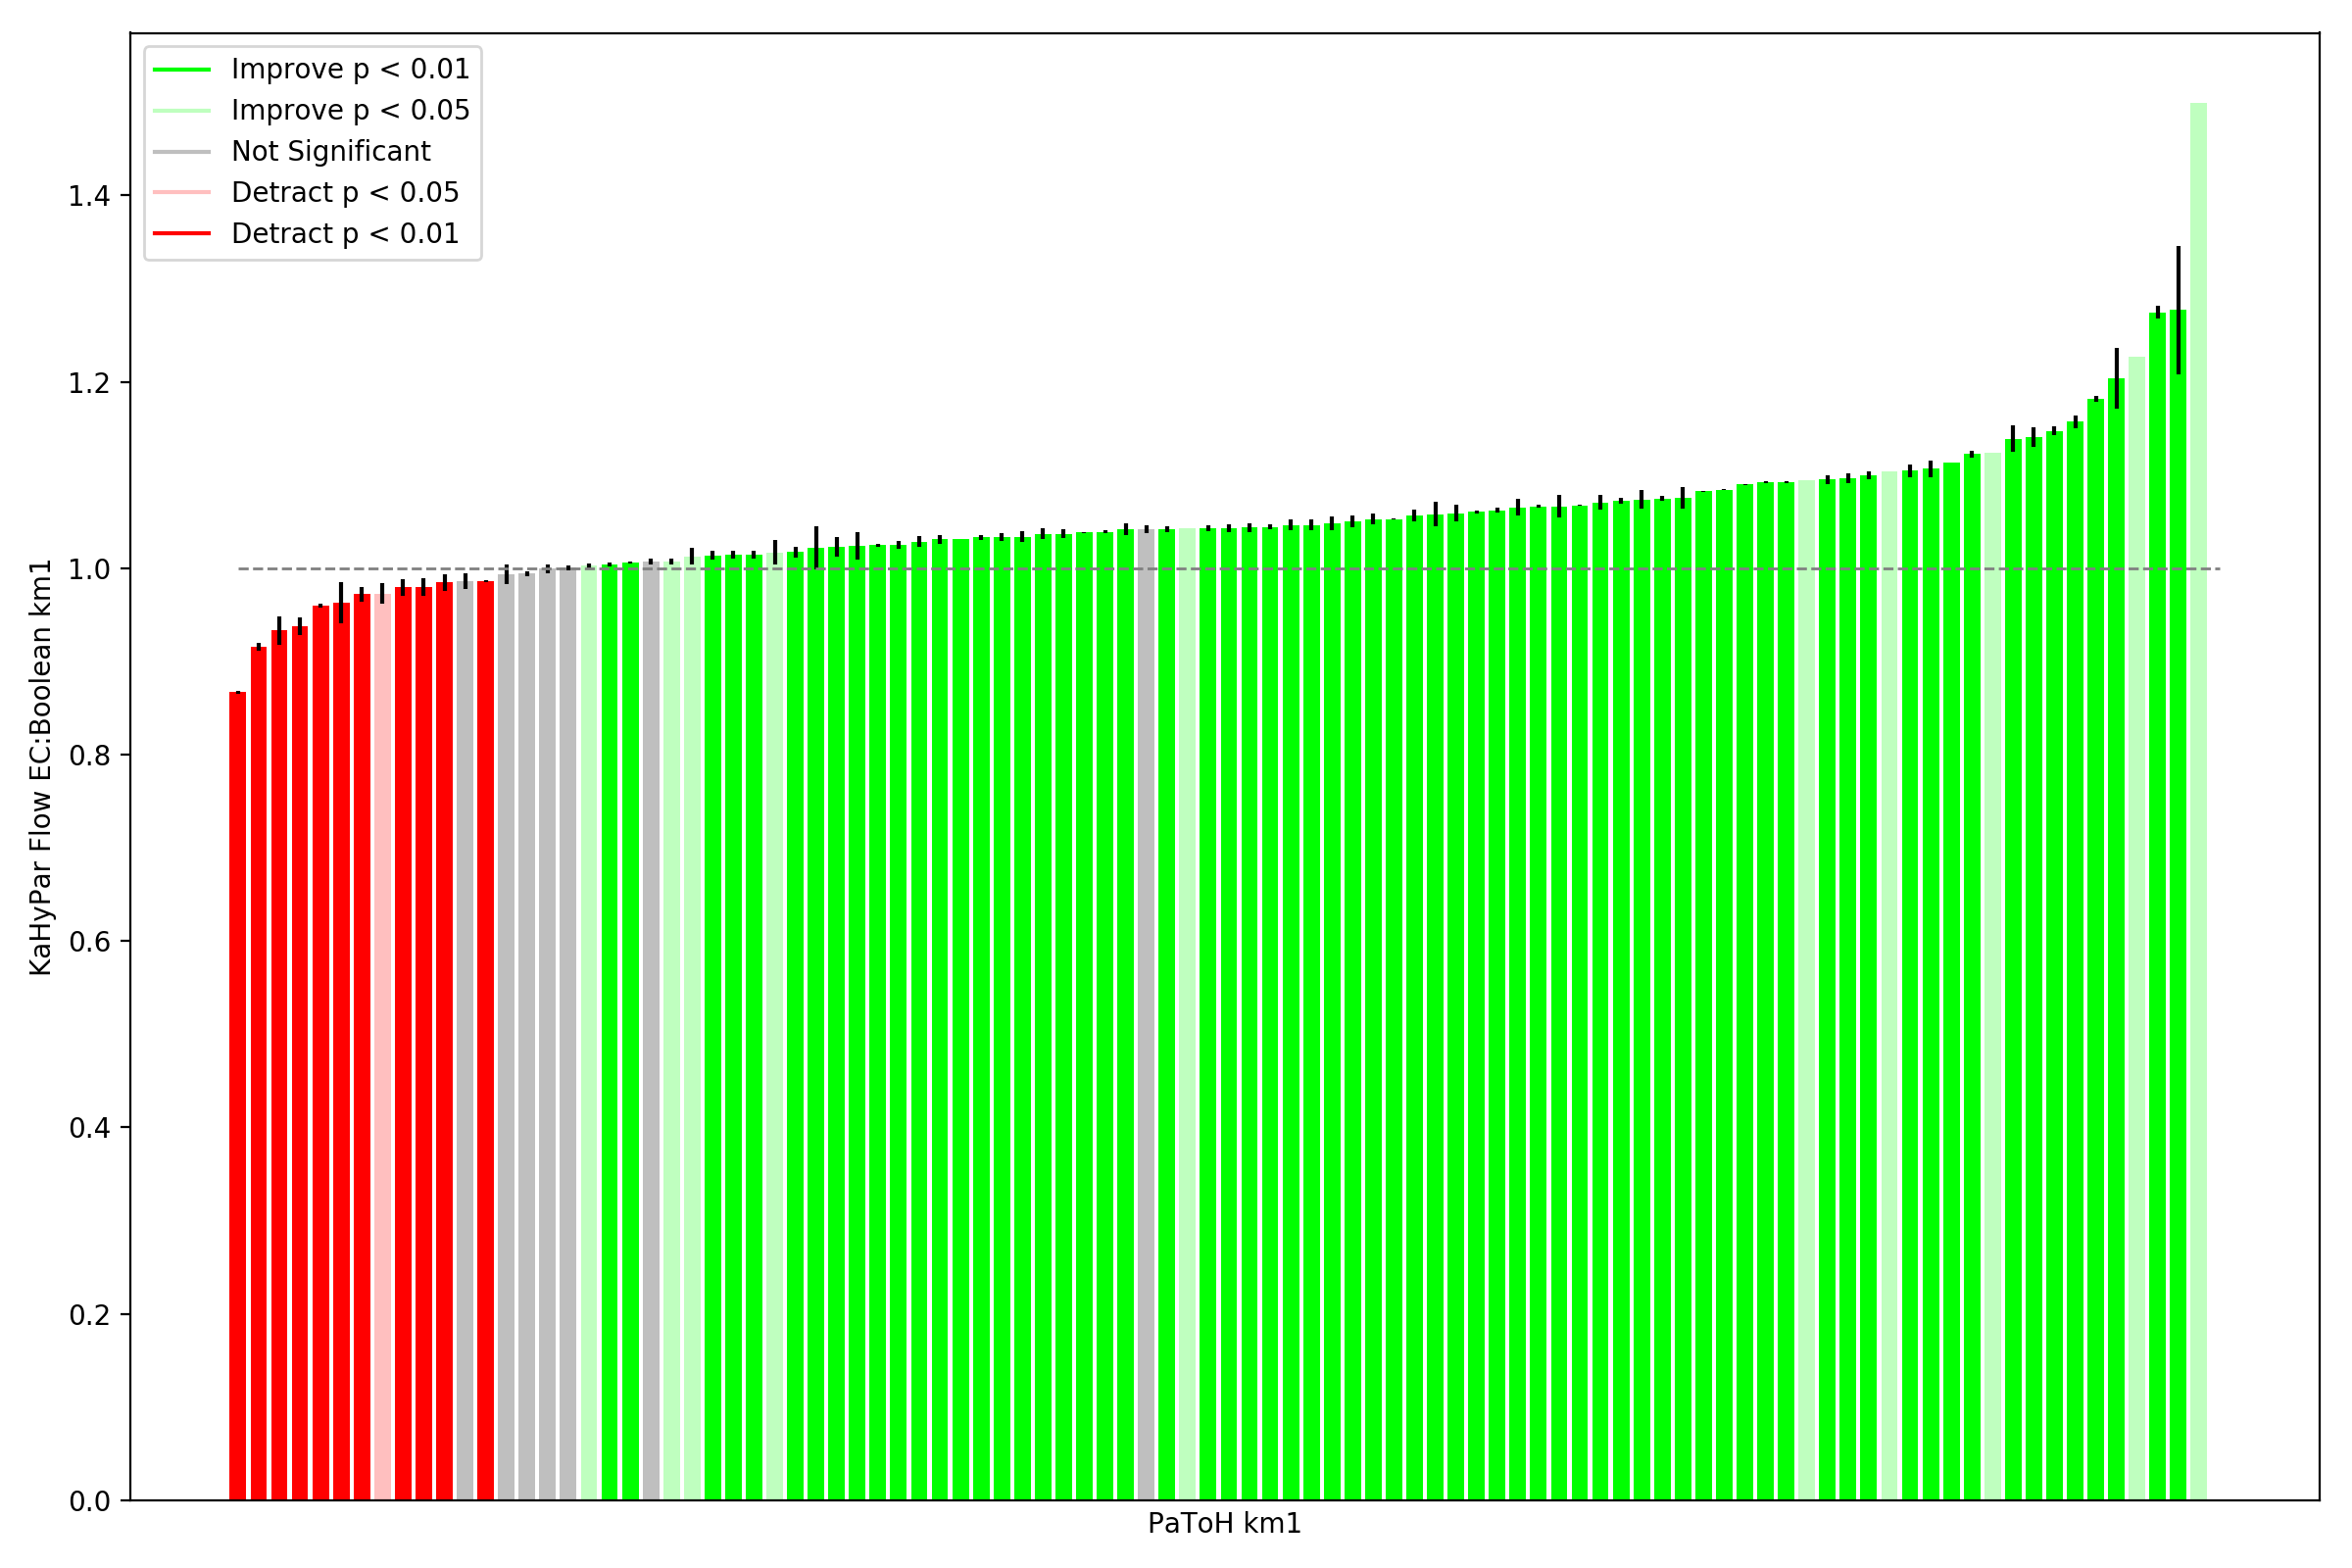 Improve p < 0.01
Improve p < 0.05
Not Significant
Detract p < 0.05
Detract p < 0.01
1.4
1.2
1.0
0.8
0.6
0.4
0.2
0.0
KaHyPar Flow EC:Boolean km1
PaToH km1